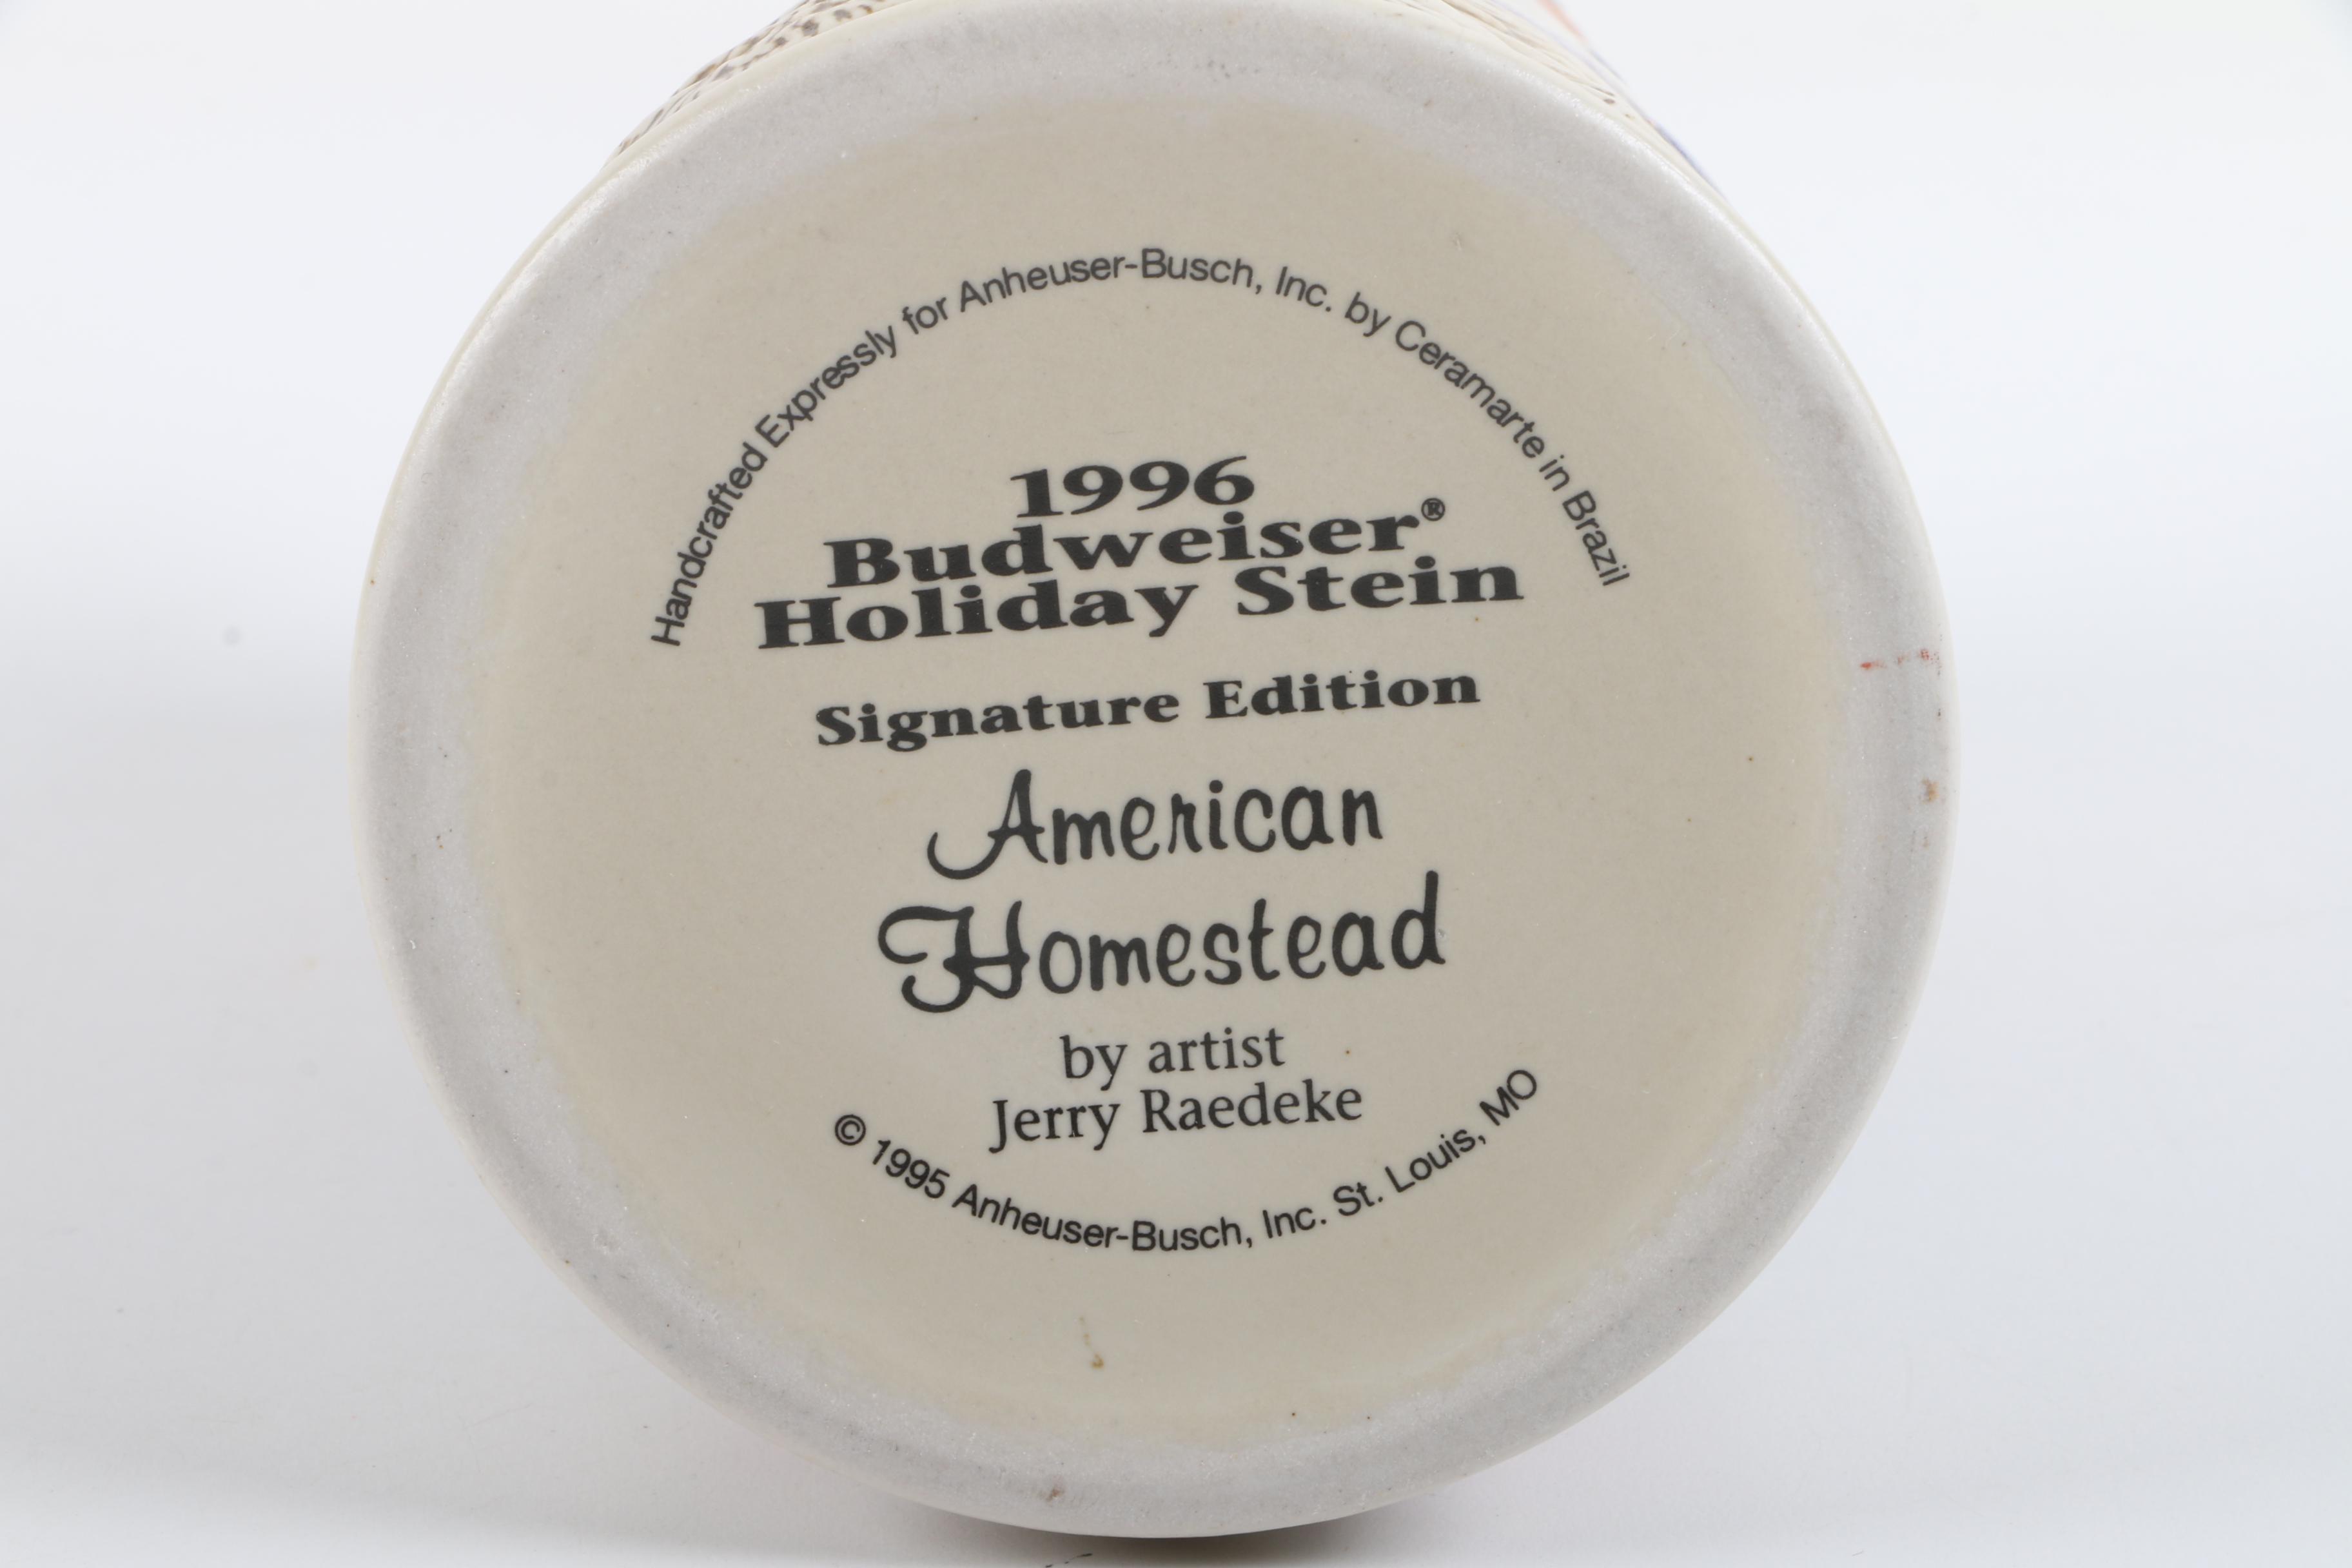 Handcrafted Expressly for Anheuser-Busch, Inc. by Ceramarte in Brazil
1996
Budweiser®
Holiday Stein
Signature Edition
American
Homestead
by artist
Jerry Raedeke
© 1995 Anheuser-Busch, Inc. St. Louis, MO